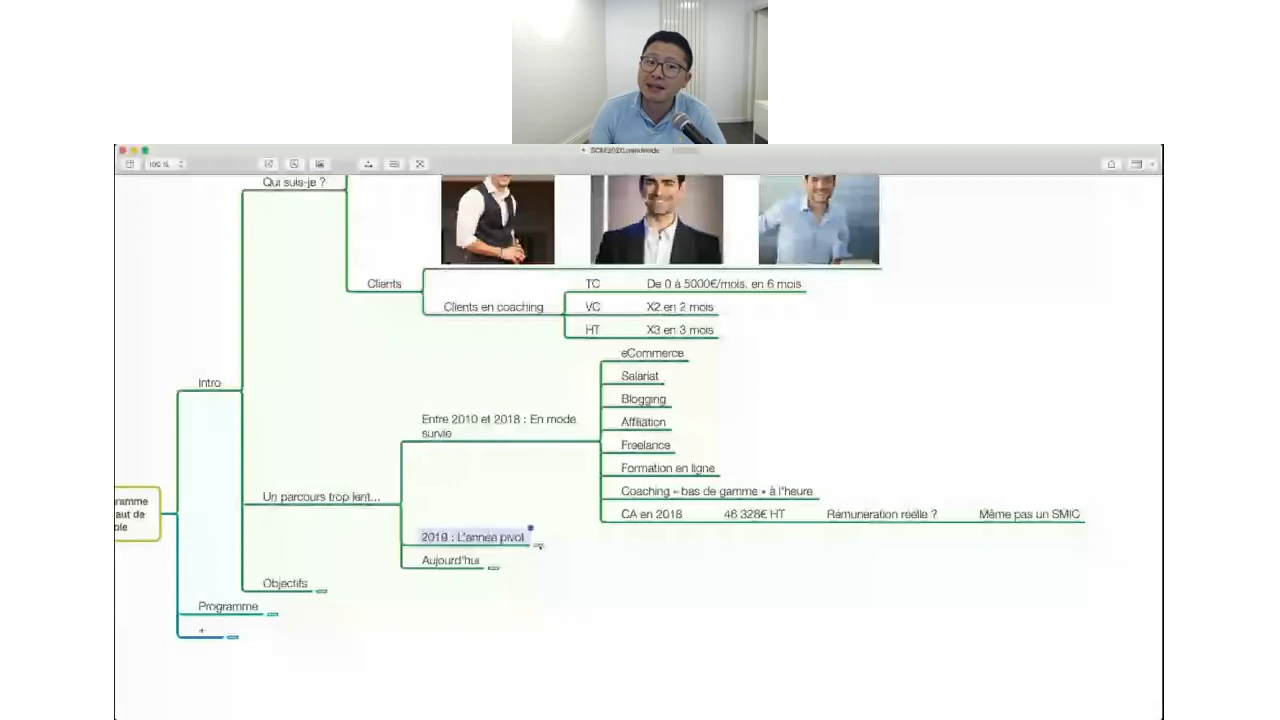 100 %
Qui suis-je ?
Clients
TC De 0 à 5000€/mois, en 6 mois
Clients en coaching
VC X2 en 2 mois
HT X3 en 3 mois
eCommerce
Salariat
Intro
Blogging
Entre 2010 et 2018 : En mode
survie
Affiliation
Freelance
Formation en ligne
Coaching « bas de gamme » à l'heure
Un parcours trop lent...
ramme
aut de
CA en 2018 46 328€ HT Rémunération réelle ? Même pas un SMIC
2019 : L'année pivot
Aujourd'hui
Objectifs
Programme
+